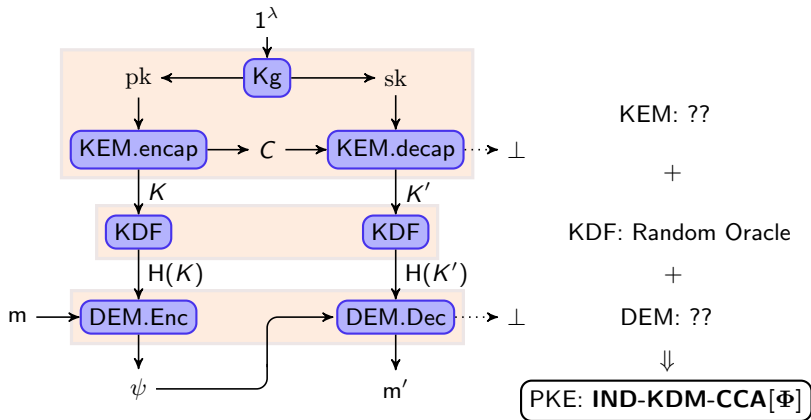 1^λ
pk
Kg
sk
KEM.encap
C
KEM.decap
⊥
KEM: ??
K
K′
+
KDF
KDF
KDF: Random Oracle
H(K)
H(K′)
+
m
DEM.Enc
DEM.Dec
⊥
DEM: ??
ψ
m′
⇓
PKE: IND-KDM-CCA[Φ]